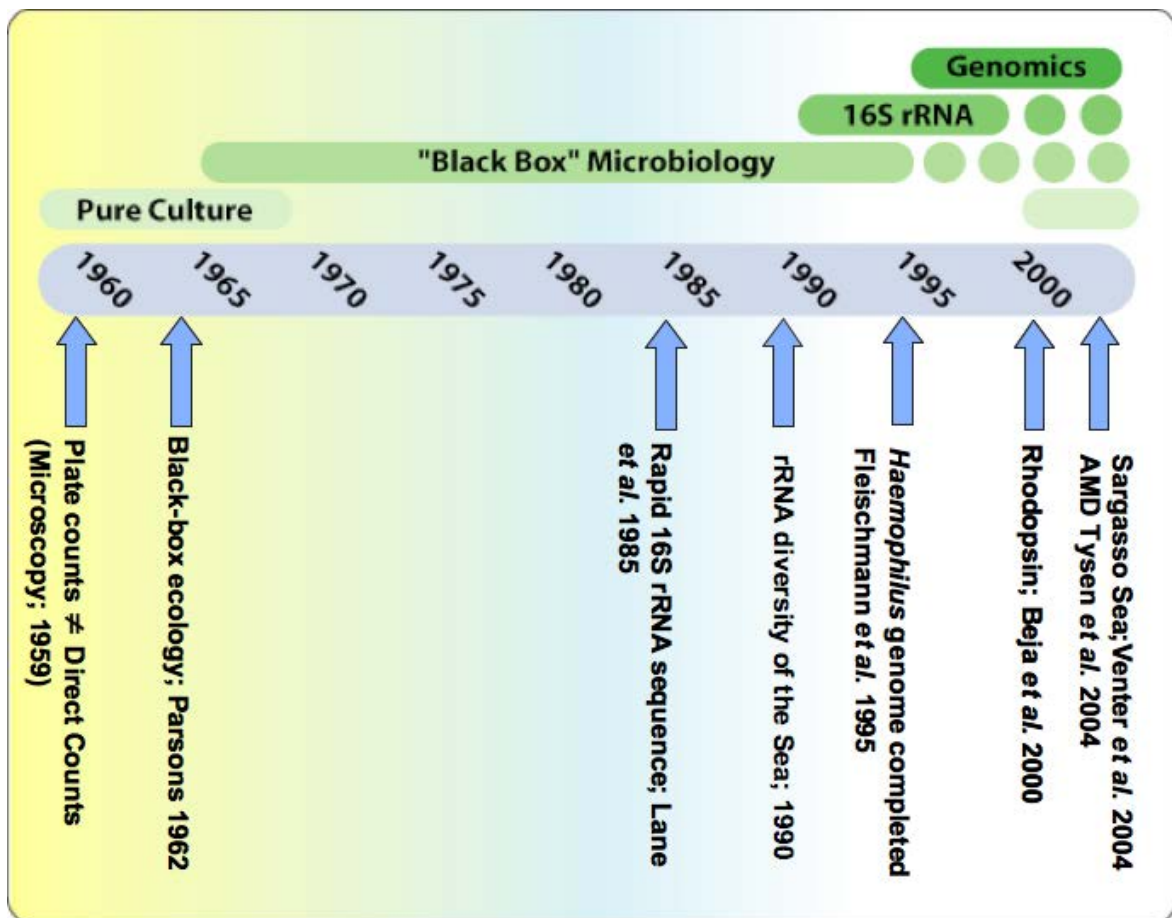 Genomics
16S rRNA
"Black Box" Microbiology
Pure Culture
1960
1965
1970
1975
1980
1985
1990
1995
2000
Plate counts ≠ Direct Counts
(Microscopy; 1959)
Black-box ecology; Parsons 1962
Rapid 16S rRNA sequence; Lane
et al. 1985
rRNA diversity of the Sea; 1990
Haemophilus genome completed
Fleischmann et al. 1995
Rhodopsin; Beja et al. 2000
Sargasso Sea;Venter et al. 2004
AMD Tysen et al. 2004